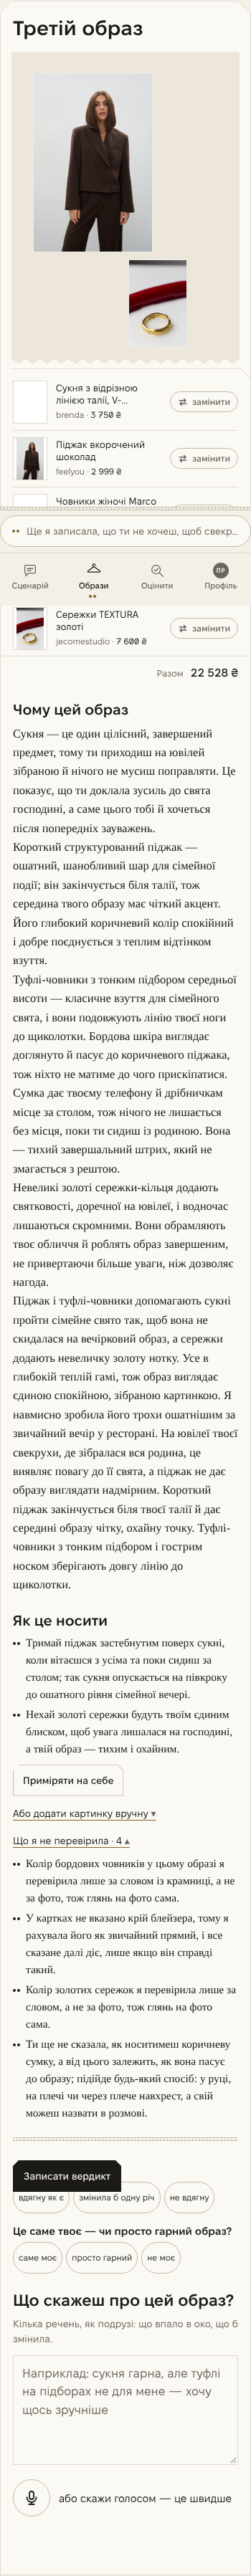 Третій образ
Сукня з відрізною
лінією талії, V-...
brenda · 3 750 ₴
замінити
Піджак вкорочений
шоколад
feelyou · 2 999 ₴
замінити
Човники жіночі Marco
Ще я записала, що ти не хочеш, щоб свекр...
Сценарій
Образи
Оцінити
ПР
Профіль
Сережки TEXTURA
золоті
jecomestudio · 7 600 ₴
замінити
Разом 22 528 ₴
Чому цей образ
Сукня — це один цілісний, завершений
предмет, тому ти приходиш на ювілей
зібраною й нічого не мусиш поправляти. Це
показує, що ти доклала зусиль до свята
господині, а саме цього тобі й хочеться
після попередніх зауважень.
Короткий структурований піджак —
ошатний, шанобливий шар для сімейної
події; він закінчується біля талії, тож
середина твого образу має чіткий акцент.
Його глибокий коричневий колір спокійний
і добре поєднується з теплим відтінком
взуття.
Туфлі-човники з тонким підбором середньої
висоти — класичне взуття для сімейного
свята, і вони подовжують лінію твоєї ноги
до щиколотки. Бордова шкіра виглядає
доглянуто й пасує до коричневого піджака,
тож ніхто не матиме до чого прискіпатися.
Сумка дає твоєму телефону й дрібничкам
місце за столом, тож нічого не лишається
без місця, поки ти сидиш із родиною. Вона
— тихий завершальний штрих, який не
змагається з рештою.
Невеликі золоті сережки-кільця додають
святковості, доречної на ювілеї, і водночас
лишаються скромними. Вони обрамляють
твоє обличчя й роблять образ завершеним,
не привертаючи більше уваги, ніж дозволяє
нагода.
Піджак і туфлі-човники допомагають сукні
пройти сімейне свято так, щоб вона не
скидалася на вечірковий образ, а сережки
додають невеличку золоту нотку. Усе в
глибокій теплій гамі, тож образ виглядає
єдиною спокійною, зібраною картинкою. Я
навмисно зробила його трохи ошатнішим за
звичайний вечір у ресторані. На ювілеї твоєї
свекрухи, де зібралася вся родина, це
виявляє повагу до її свята, а піджак не дає
образу виглядати надмірним. Короткий
піджак закінчується біля твоєї талії й дає
середині образу чітку, охайну точку. Туфлі-
човники з тонким підбором і гострим
носком зберігають довгу лінію до
щиколотки.
Як це носити
Тримай піджак застебнутим поверх сукні,
коли вітаєшся з усіма та поки сидиш за
столом; так сукня опускається на півкроку
до ошатного рівня сімейної вечері.
Нехай золоті сережки будуть твоїм єдиним
блиском, щоб увага лишалася на господині,
а твій образ — тихим і охайним.
Приміряти на себе
Або додати картинку вручну ▾
Що я не перевірила · 4 ▴
Колір бордових човників у цьому образі я
перевірила лише за словом із крамниці, а не
за фото, тож глянь на фото сама.
У картках не вказано крій блейзера, тому я
рахувала його як звичайний прямий, і все
сказане далі діє, лише якщо він справді
такий.
Колір золотих сережок я перевірила лише за
словом, а не за фото, тож глянь на фото
сама.
Ти ще не сказала, як носитимеш коричневу
сумку, а від цього залежить, як вона пасує
до образу; підійде будь-який спосіб: у руці,
на плечі чи через плече навхрест, а свій
можеш назвати в розмові.
Записати вердикт
вдягну як є
змінила б одну річ
не вдягну
Це саме твоє — чи просто гарний образ?
саме моє
просто гарний
не моє
Що скажеш про цей образ?
Кілька речень, як подрузі: що впало в око, що б
змінила.
Наприклад: сукня гарна, але туфлі
на підборах не для мене — хочу
щось зручніше
або скажи голосом — це швидше